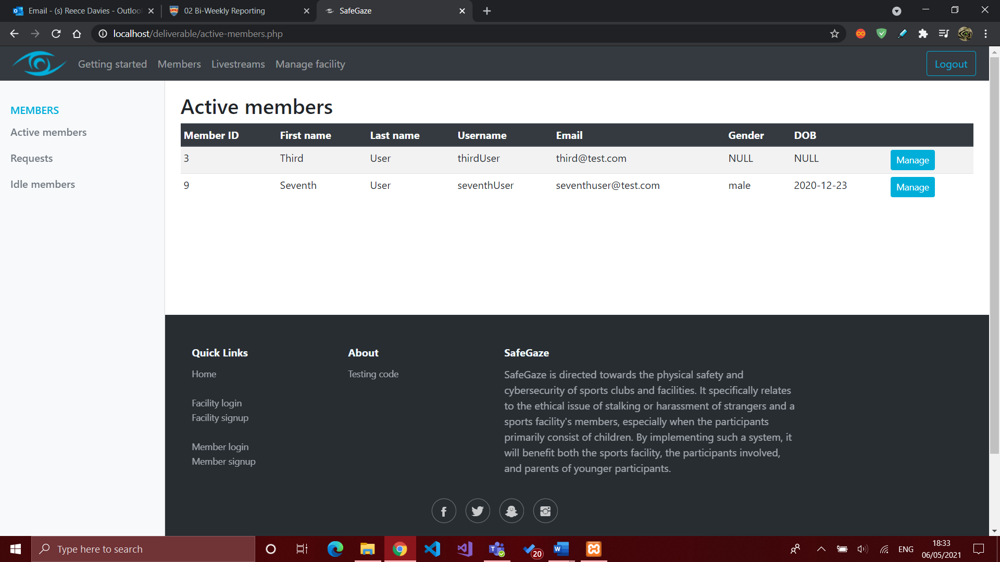 Email - (s) Reece Davies - Outloo
02 Bi-Weekly Reporting
SafeGaze
localhost/deliverable/active-members.php
Getting started Members Livestreams Manage facility Logout
MEMBERS
Active members
Requests
Idle members
Active members
Member ID First name Last name Username Email Gender DOB
3 Third User thirdUser third@test.com NULL NULL Manage
9 Seventh User seventhUser seventhuser@test.com male 2020-12-23 Manage
Quick Links
Home
Facility login
Facility signup
Member login
Member signup
About
Testing code
SafeGaze
SafeGaze is directed towards the physical safety and
cybersecurity of sports clubs and facilities. It specifically relates
to the ethical issue of stalking or harassment of strangers and a
sports facility's members, especially when the participants
primarily consist of children. By implementing such a system, it
will benefit both the sports facility, the participants involved,
and parents of younger participants.
Type here to search
20
ENG
18:33
06/05/2021